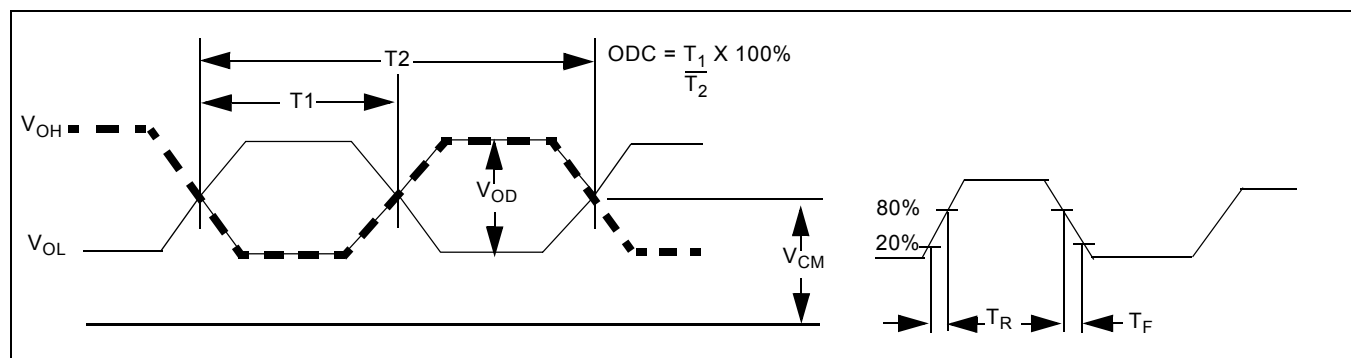 T2
ODC = T1 X 100%
T2
T1
VOH
VOD
VOL
VCM
80%
20%
TR
TF